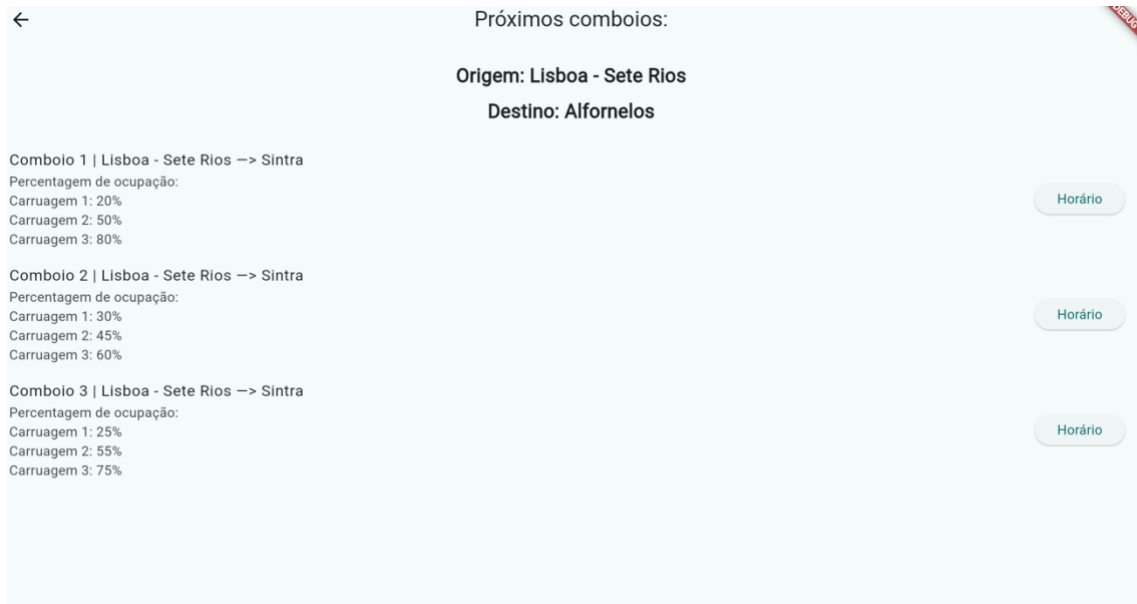 Próximos comboios:
DEBUG
Origem: Lisboa - Sete Rios
Destino: Alfornelos
Comboio 1 | Lisboa - Sete Rios —> Sintra
Percentagem de ocupação:
Carruagem 1: 20%
Carruagem 2: 50%
Carruagem 3: 80%
Horário
Comboio 2 | Lisboa - Sete Rios —> Sintra
Percentagem de ocupação:
Carruagem 1: 30%
Carruagem 2: 45%
Carruagem 3: 60%
Horário
Comboio 3 | Lisboa - Sete Rios —> Sintra
Percentagem de ocupação:
Carruagem 1: 25%
Carruagem 2: 55%
Carruagem 3: 75%
Horário